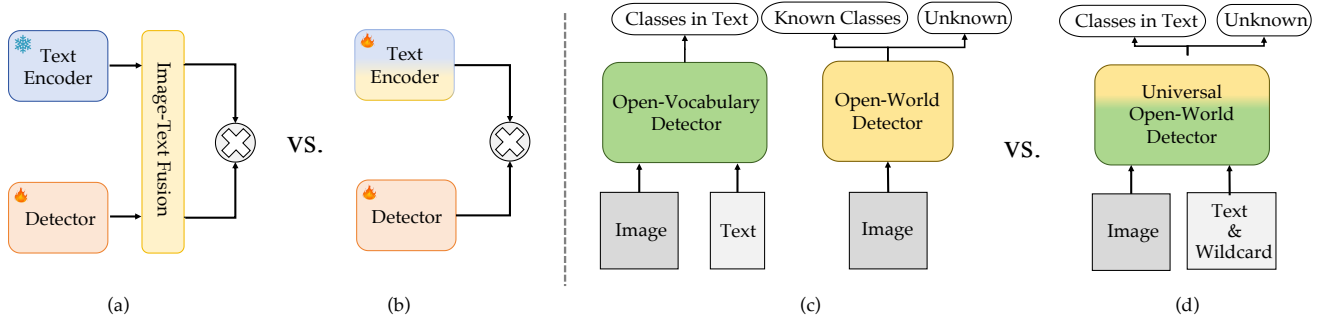 Text
Encoder
Image-Text Fusion
Detector
(a)
vs.
Text
Encoder
Detector
(b)
Classes in Text
Known Classes
Unknown
Open-Vocabulary
Detector
Open-World
Detector
Image
Text
Image
(c)
vs.
Classes in Text
Unknown
Universal
Open-World
Detector
Image
Text
&
Wildcard
(d)